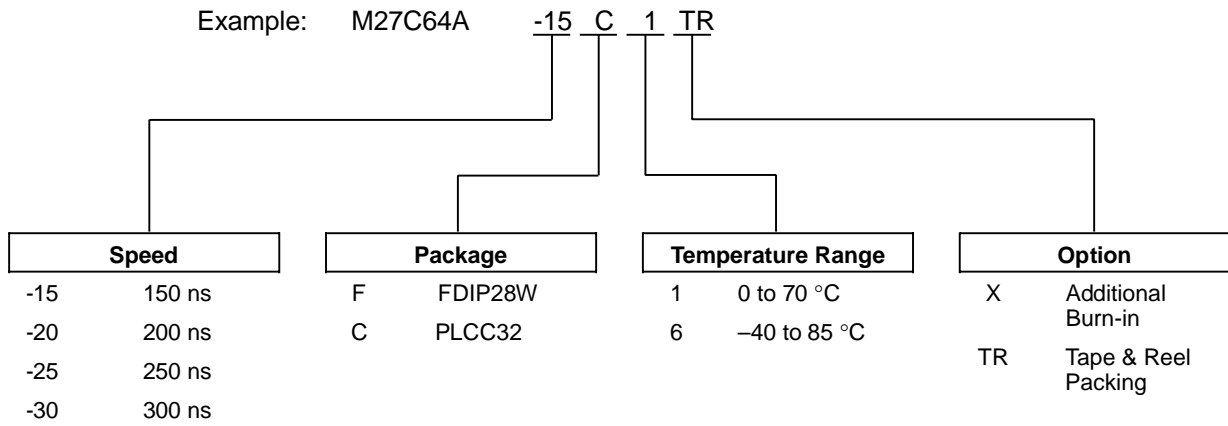 Example: M27C64A -15 C 1 TR
Speed
-15 150 ns
-20 200 ns
-25 250 ns
-30 300 ns
Package
F FDIP28W
C PLCC32
Temperature Range
1 0 to 70 °C
6 –40 to 85 °C
Option
X Additional
Burn-in
TR Tape & Reel
Packing